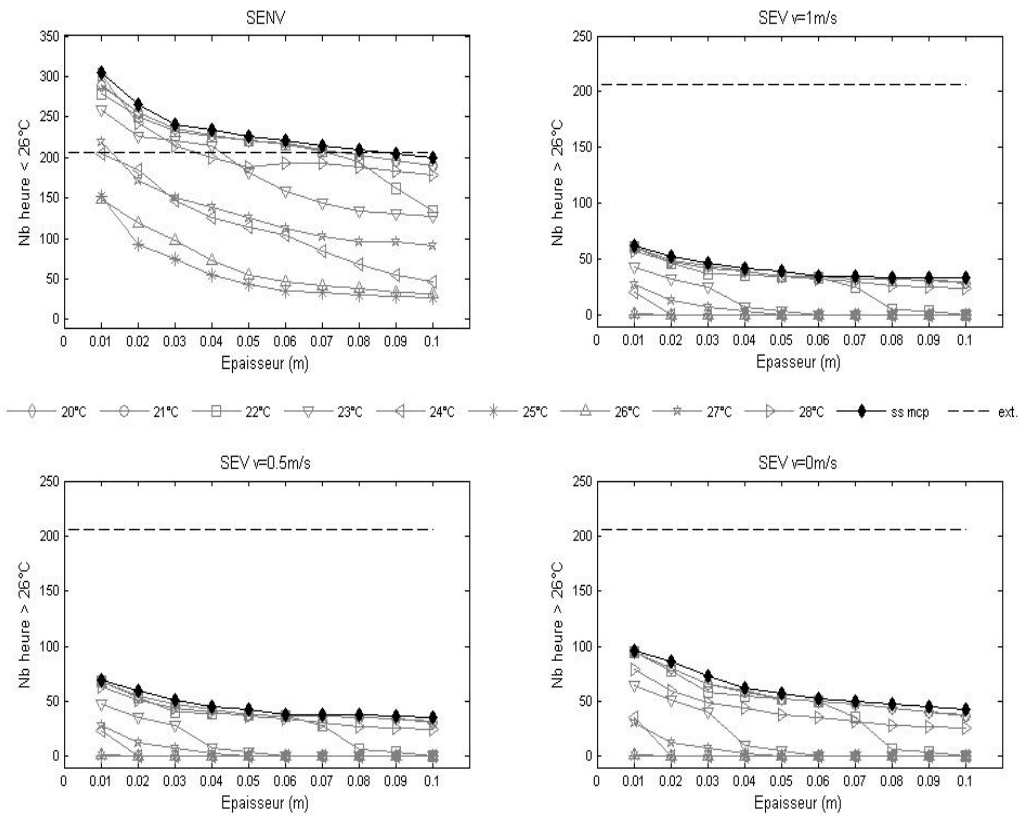 SENV
350
300
250
200
150
100
50
0
Nb heure < 26°C
0 0.01 0.02 0.03 0.04 0.05 0.06 0.07 0.08 0.09 0.1
Epaisseur (m)
SEV v=1m/s
250
200
150
100
50
0
Nb heure > 26°C
0 0.01 0.02 0.03 0.04 0.05 0.06 0.07 0.08 0.09 0.1
Epasseur (m)
20°C 21°C 22°C 23°C 24°C 25°C 26°C 27°C 28°C ss mcp ext.
SEV v=0.5m/s
250
200
150
100
50
0
Nb heure > 26°C
0 0.01 0.02 0.03 0.04 0.05 0.06 0.07 0.08 0.09 0.1
Epaisseur (m)
SEV v=0m/s
250
200
150
100
50
0
Nb heure > 26°C
0 0.01 0.02 0.03 0.04 0.05 0.06 0.07 0.08 0.09 0.1
Epaisseur (m)